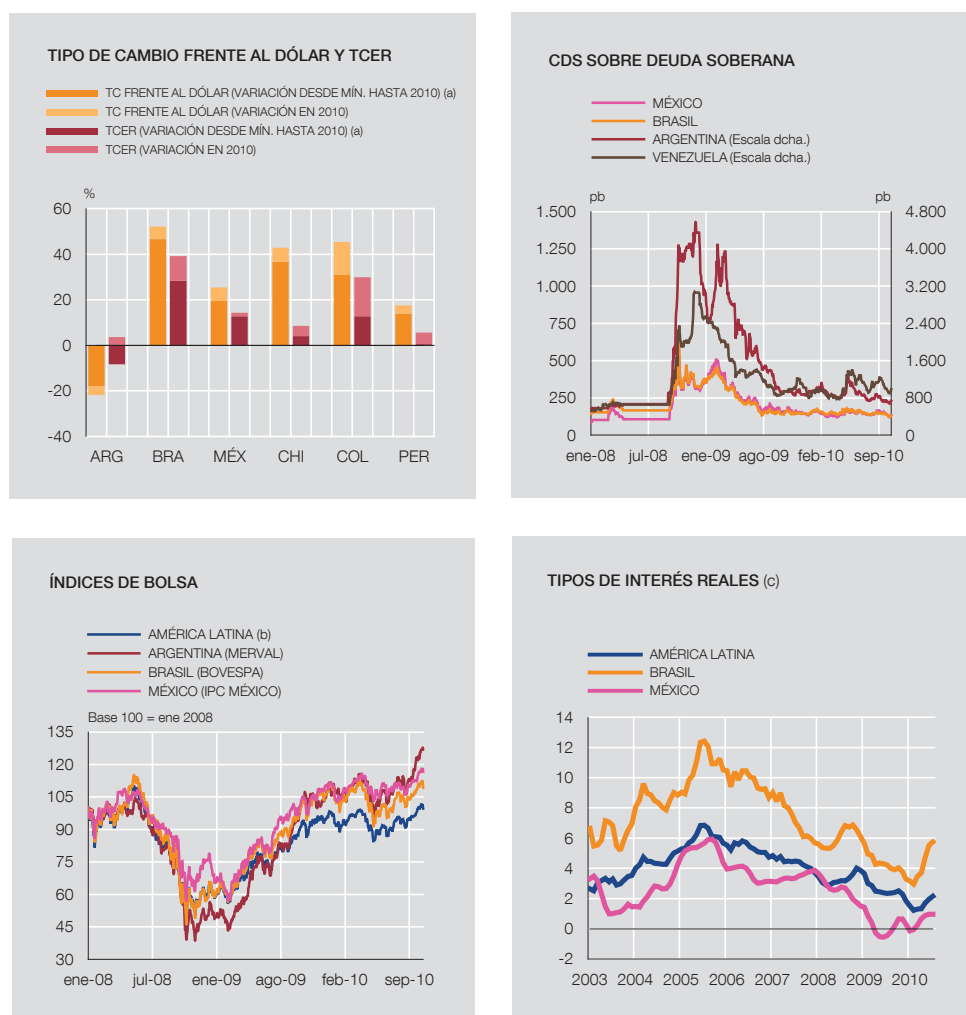 TIPO DE CAMBIO FRENTE AL DÓLAR Y TCER
TC FRENTE AL DÓLAR (VARIACIÓN DESDE MÍN. HASTA 2010) (a)
TC FRENTE AL DÓLAR (VARIACIÓN EN 2010)
TCER (VARIACIÓN DESDE MÍN. HASTA 2010) (a)
TCER (VARIACIÓN EN 2010)
%
60
40
20
0
-20
-40
ARG BRA MÉX CHI COL PER
CDS SOBRE DEUDA SOBERANA
MÉXICO
BRASIL
ARGENTINA (Escala dcha.)
VENEZUELA (Escala dcha.)
pb pb
1.500 4.800
1.250 4.000
1.000 3.200
750 2.400
500 1.600
250 800
0 0
ene-08 jul-08 ene-09 ago-09 feb-10 sep-10
ÍNDICES DE BOLSA
AMÉRICA LATINA (b)
ARGENTINA (MERVAL)
BRASIL (BOVESPA)
MÉXICO (IPC MÉXICO)
Base 100 = ene 2008
135
120
105
90
75
60
45
30
ene-08 jul-08 ene-09 ago-09 feb-10 sep-10
TIPOS DE INTERÉS REALES (c)
AMÉRICA LATINA
BRASIL
MÉXICO
14
12
10
8
6
4
2
0
-2
2003 2004 2005 2006 2007 2008 2009 2010